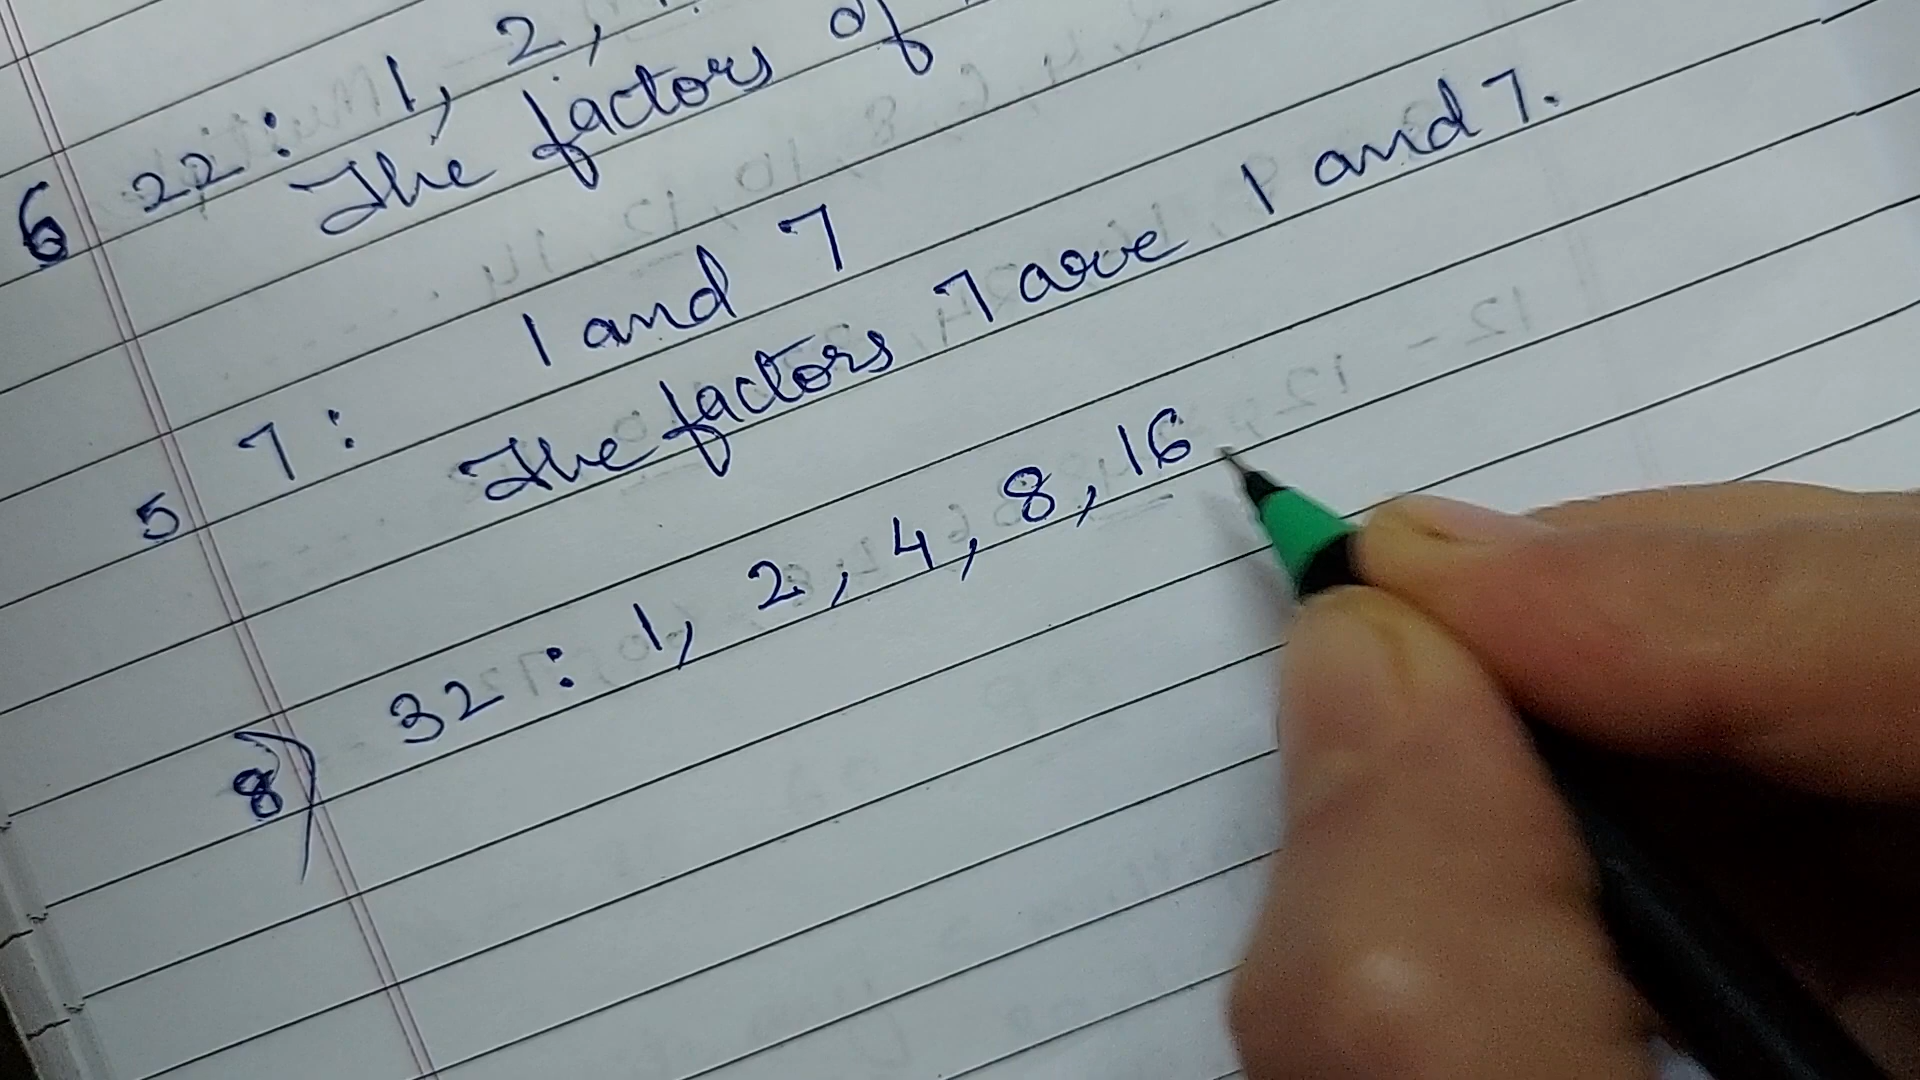 6 22 : 1, 2,
The factors of
1 and 7
5 7 :
The factors 7 are 1 and 7.
8) 32 : 1, 2, 4, 8, 16